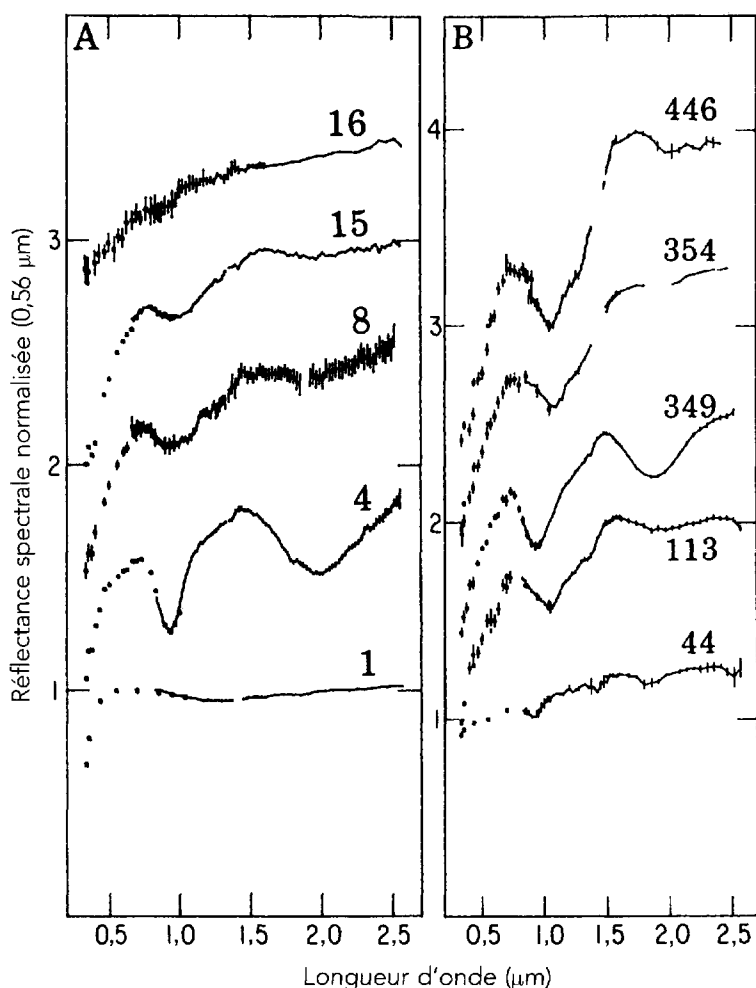 A
B
16
15
8
4
1
446
354
349
113
44
3
2
1
4
3
2
1
0,5 1,0 1,5 2,0 2,5
0,5 1,0 1,5 2,0 2,5
Réflectance spectrale normalisée (0,56 μm)
Longueur d'onde (μm)